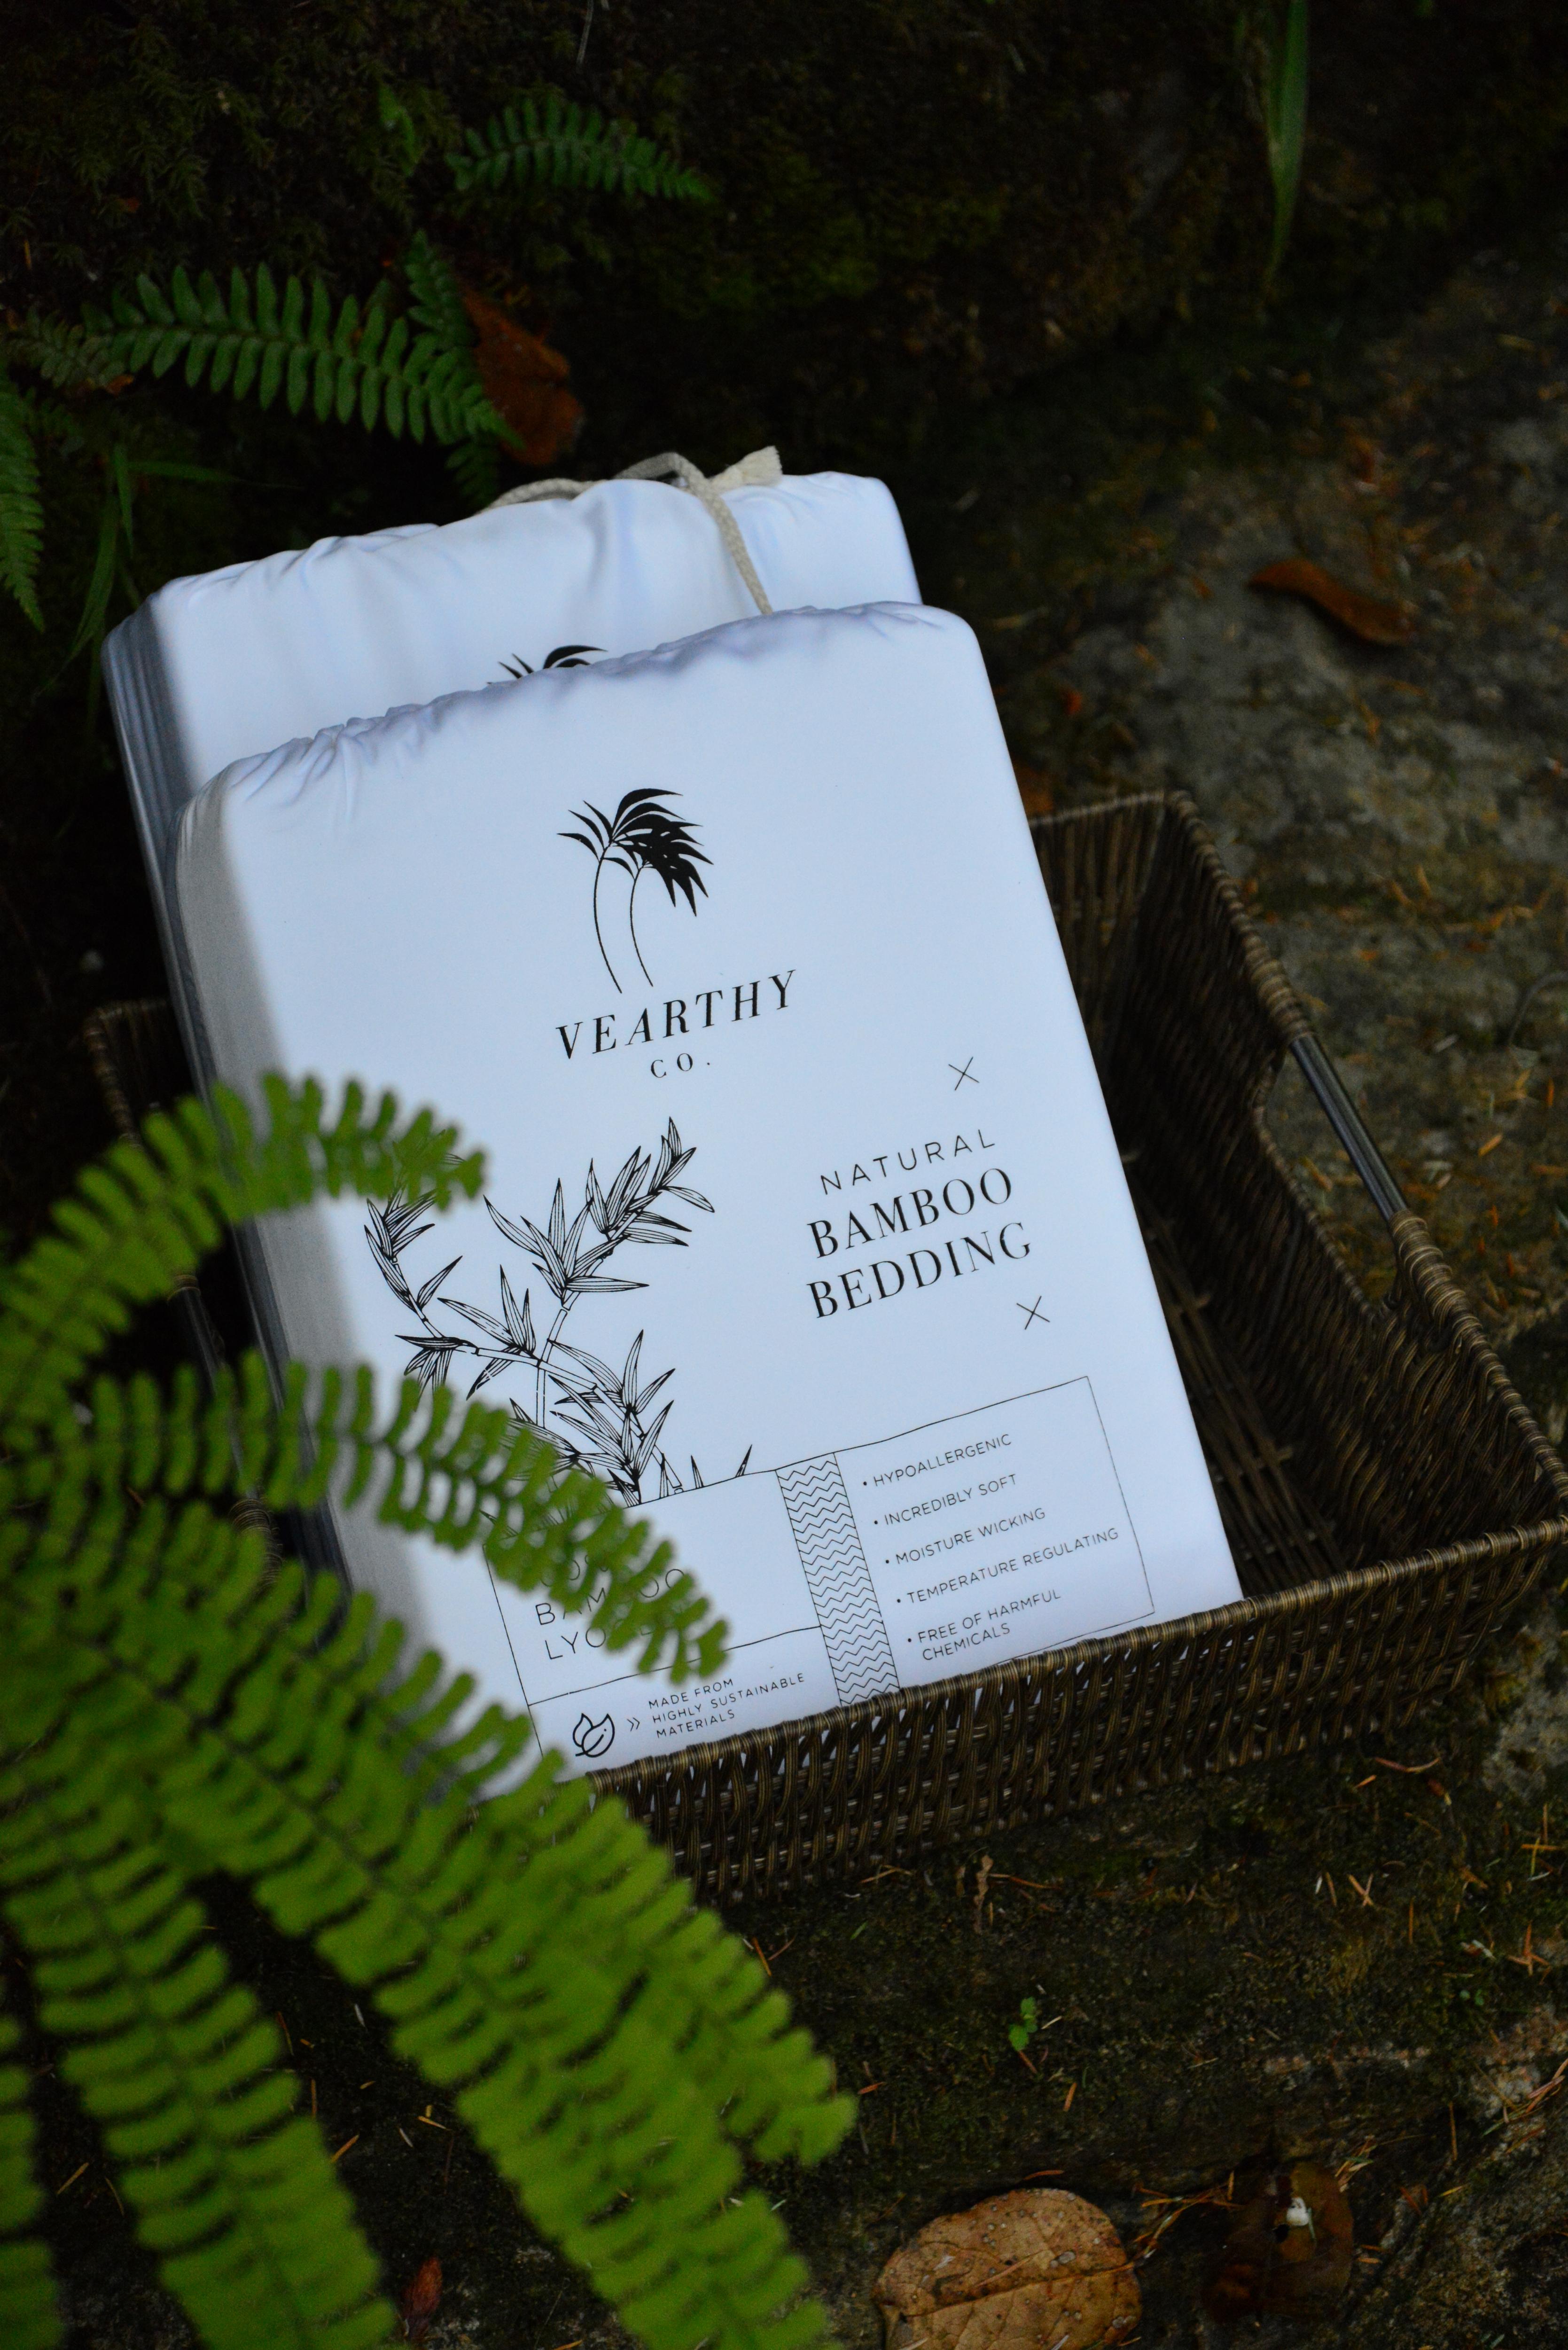 VEARTHY
CO.
NATURAL
BAMBOO
BEDDING
• HYPOALLERGENIC
• INCREDIBLY SOFT
• MOISTURE WICKING
• TEMPERATURE REGULATING
• FREE OF HARMFUL
CHEMICALS
MADE FROM
HIGHLY SUSTAINABLE
MATERIALS